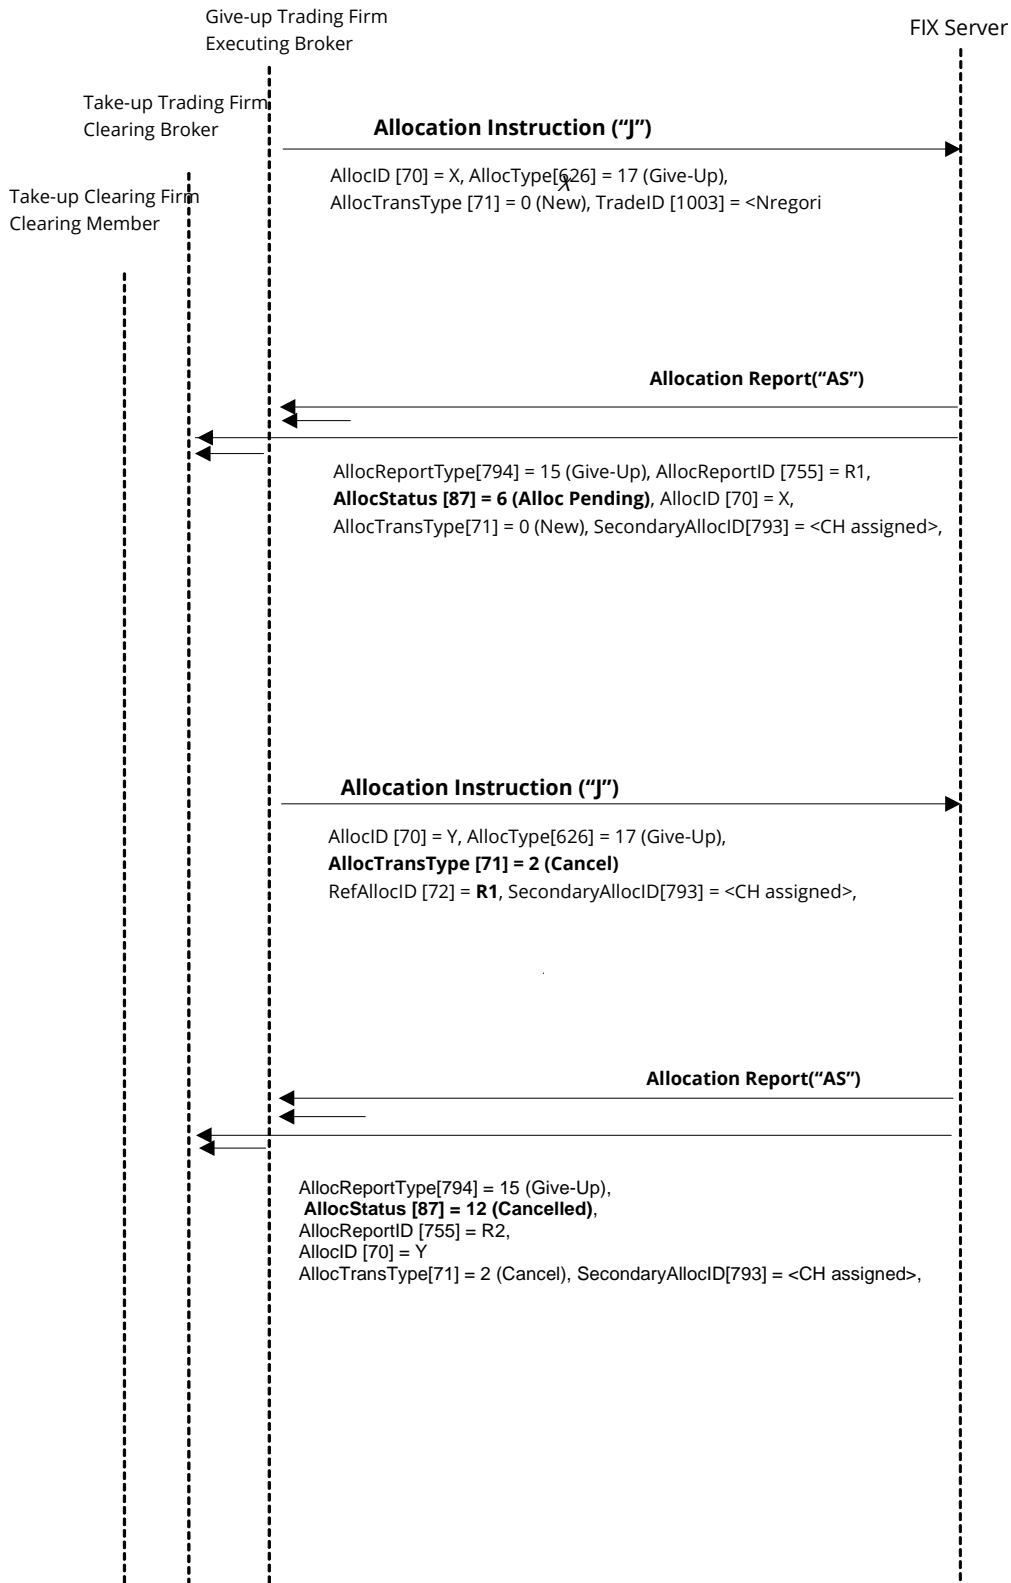 Give-up Trading Firm
Executing Broker
FIX Server
Take-up Trading Firm
Clearing Broker
Allocation Instruction (“J”)
AllocID [70] = X, AllocType[626] = 17 (Give-Up),
X
AllocTransType [71] = 0 (New), TradeID [1003] = <Nregori
Take-up Clearing Firm
Clearing Member
Allocation Report(“AS”)
AllocReportType[794] = 15 (Give-Up), AllocReportID [755] = R1,
AllocStatus [87] = 6 (Alloc Pending), AllocID [70] = X,
AllocTransType[71] = 0 (New), SecondaryAllocID[793] = <CH assigned>,
Allocation Instruction (“J”)
AllocID [70] = Y, AllocType[626] = 17 (Give-Up),
AllocTransType [71] = 2 (Cancel)
RefAllocID [72] = R1, SecondaryAllocID[793] = <CH assigned>,
Allocation Report(“AS”)
AllocReportType[794] = 15 (Give-Up),
AllocStatus [87] = 12 (Cancelled),
AllocReportID [755] = R2,
AllocID [70] = Y
AllocTransType[71] = 2 (Cancel), SecondaryAllocID[793] = <CH assigned>,